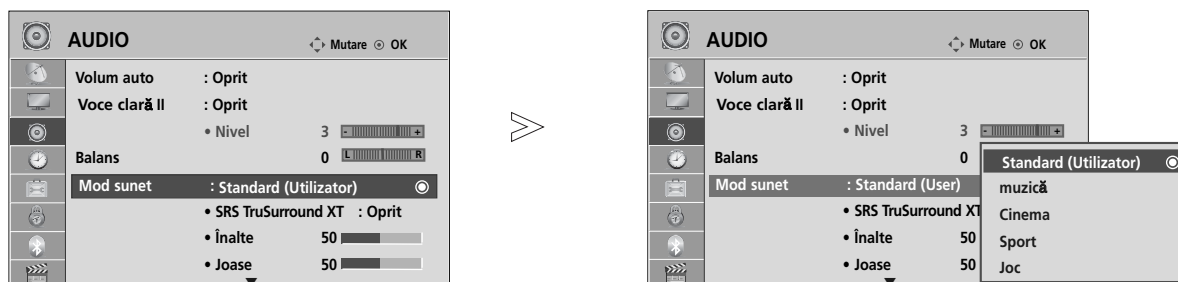 AUDIO
Mutare OK
Volum auto : Oprit
Voce clară II : Oprit
• Nivel 3 - +
Balans 0 L R
Mod sunet : Standard (Utilizator)
• SRS TruSurround XT : Oprit
• Înalte 50
• Joase 50
AUDIO
Mutare OK
Volum auto : Oprit
Voce clară II : Oprit
• Nivel 3 - +
Balans 0
Mod sunet : Standard (User)
• SRS TruSurround XT
• Înalte 50
• Joase 50
Standard (Utilizator)
muzică
Cinema
Sport
Joc